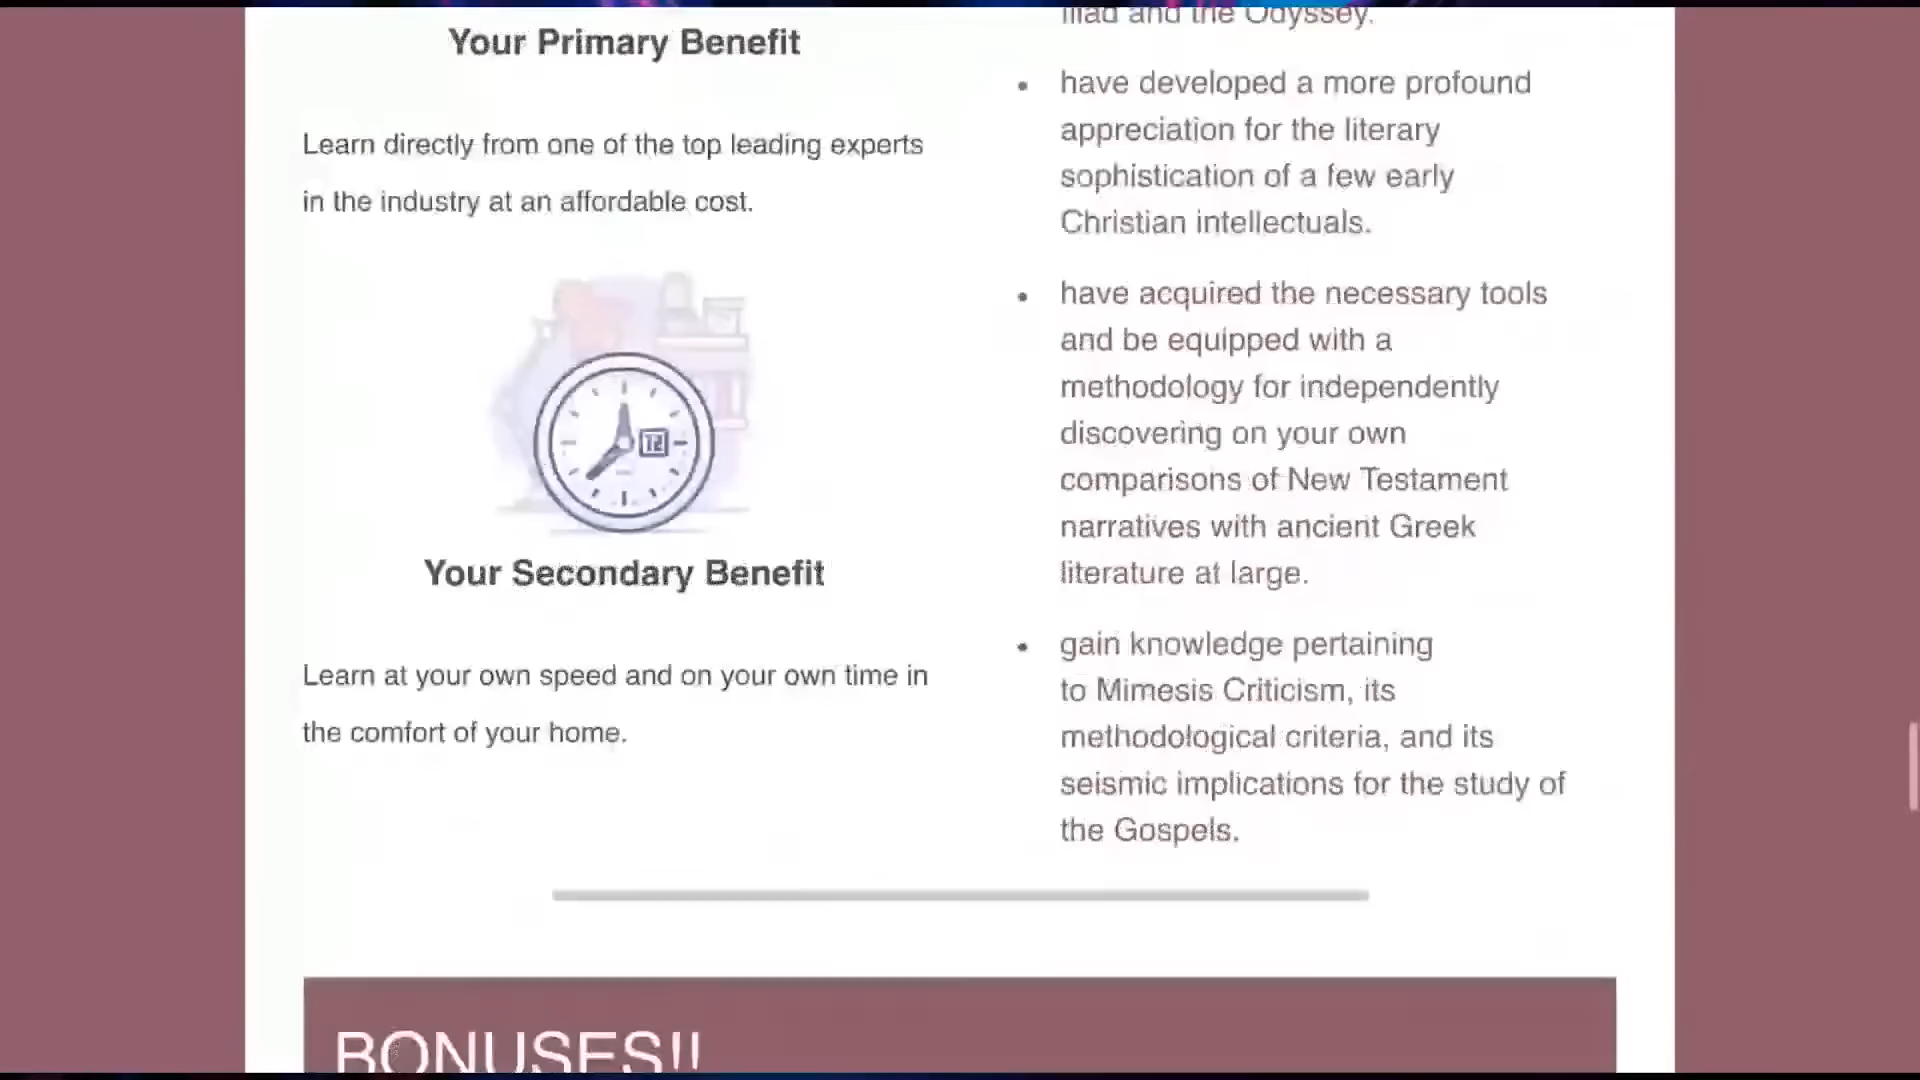 Your Primary Benefit
Learn directly from one of the top leading experts
in the industry at an affordable cost.
12
Your Secondary Benefit
Learn at your own speed and on your own time in
the comfort of your home.
Iliad and the Odyssey.
• have developed a more profound
appreciation for the literary
sophistication of a few early
Christian intellectuals.
• have acquired the necessary tools
and be equipped with a
methodology for independently
discovering on your own
comparisons of New Testament
narratives with ancient Greek
literature at large.
• gain knowledge pertaining
to Mimesis Criticism, its
methodological criteria, and its
seismic implications for the study of
the Gospels.
BONUSES!!